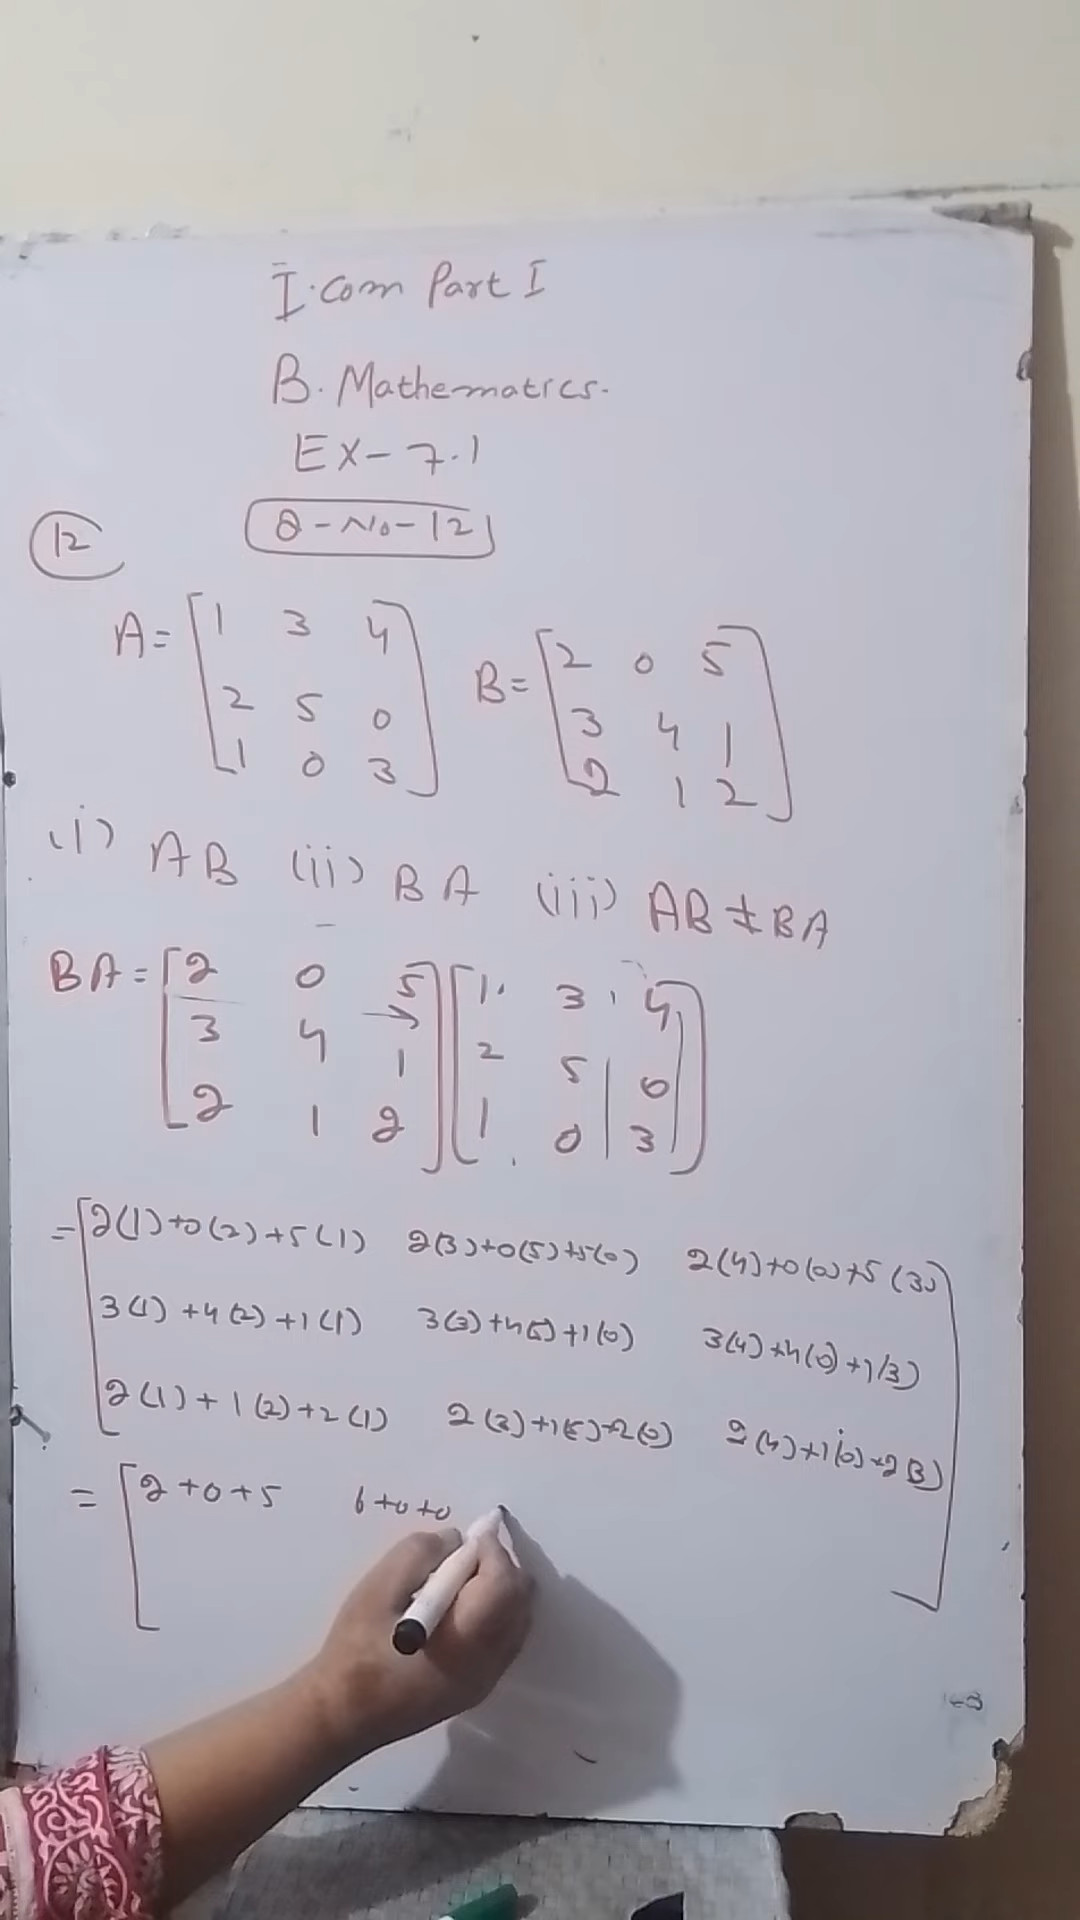 I.com Part I
B. Mathematics.
EX-7.1
12 Q-No-12
A= [1 3 4
2 5 0
1 0 3]
B= [2 0 5
3 4 1
2 1 2]
(i) AB (ii) BA (iii) AB ≠ BA
BA = [2 0 5] [1 3 4]
3 4 1 2 5 0
2 1 2 1 0 3
= [2(1)+0(2)+5(1) 2(3)+0(5)+5(0) 2(4)+0(0)+5(3)
3(1)+4(2)+1(1) 3(3)+4(5)+1(0) 3(4)+4(0)+1(3)
2(1)+1(2)+2(1) 2(3)+1(5)+2(0) 2(4)+1(0)+2(3)]
= [2+0+5 6+0+0